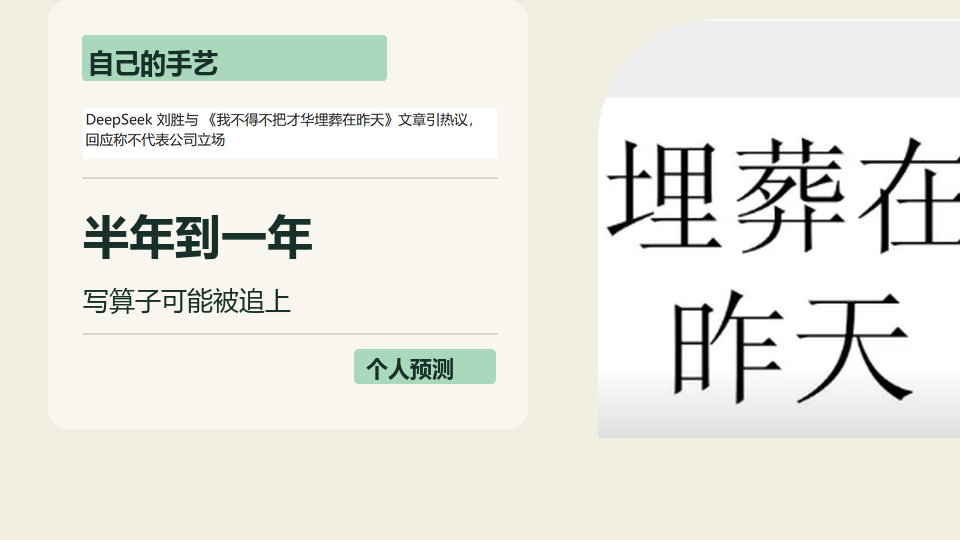 自己的手艺
DeepSeek 刘胜与 《我不得不把才华埋葬在昨天》文章引热议，
回应称不代表公司立场
半年到一年
写算子可能被追上
个人预测
埋葬在
昨天